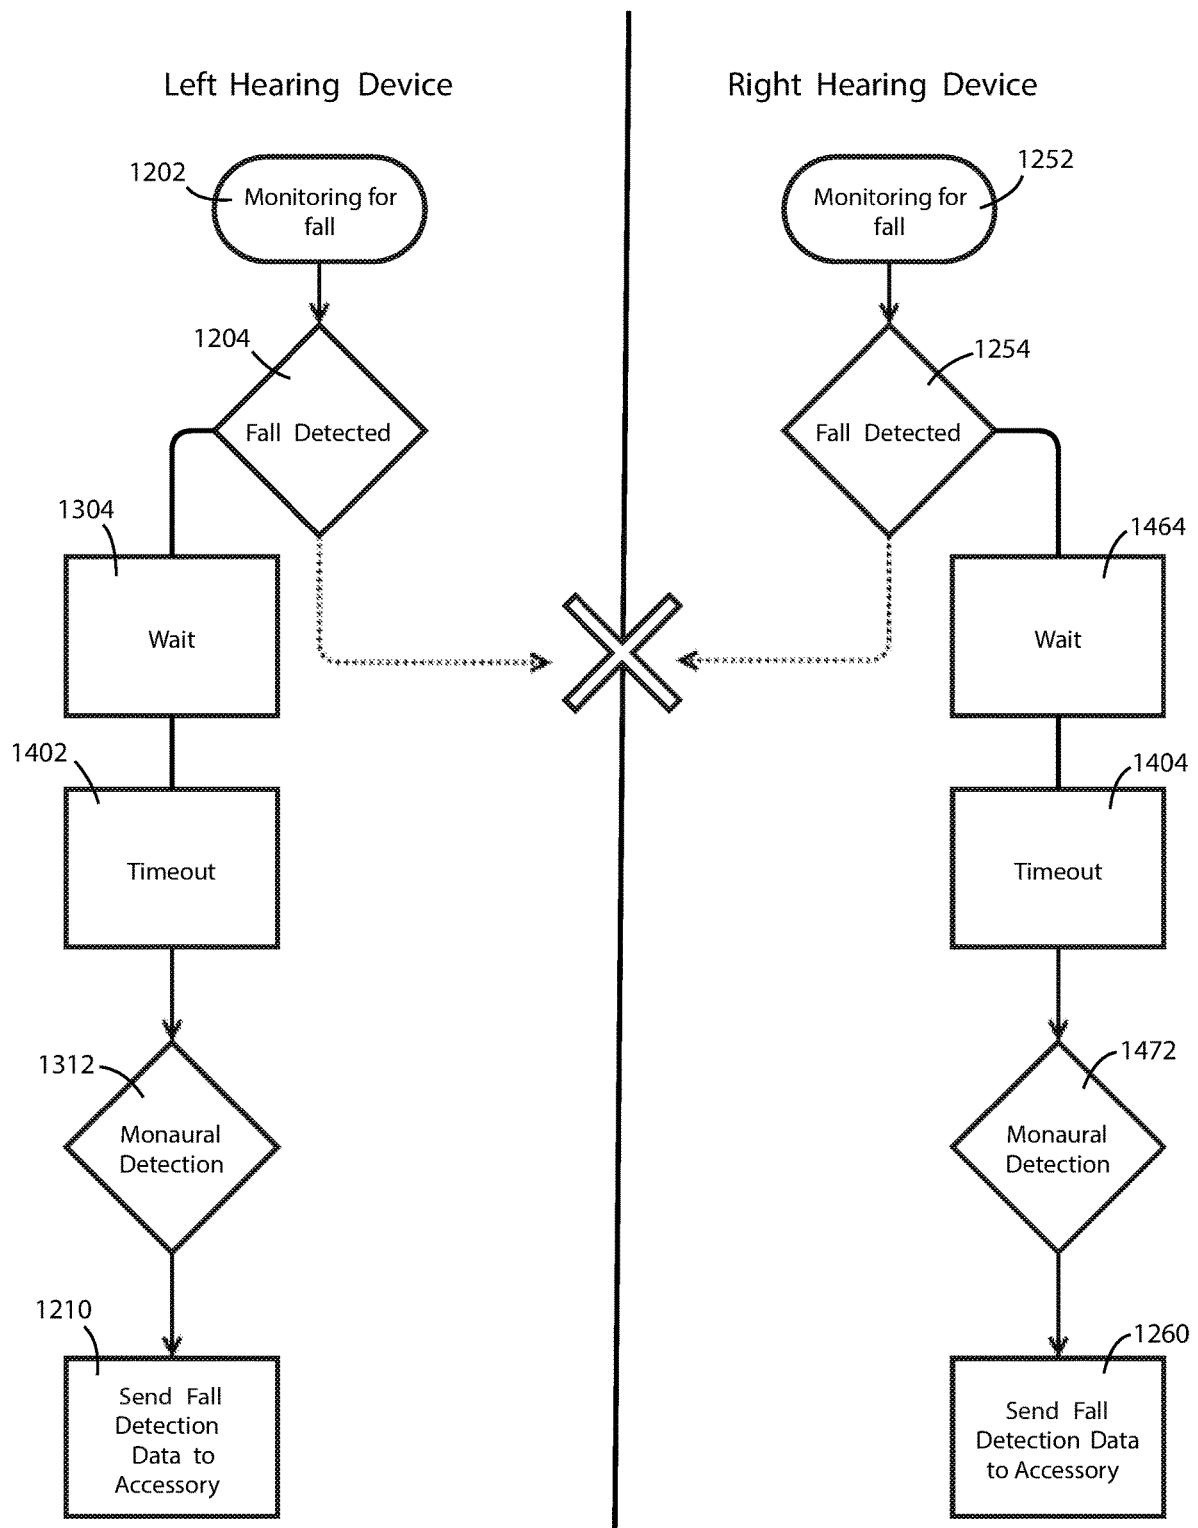 Left Hearing Device
Right Hearing Device
1202
Monitoring for
fall
1252
Monitoring for
fall
1204
Fall Detected
1254
Fall Detected
1304
Wait
1464
Wait
1402
Timeout
1404
Timeout
1312
Monaural
Detection
1472
Monaural
Detection
1210
Send Fall
Detection
Data to
Accessory
1260
Send Fall
Detection Data
to Accessory